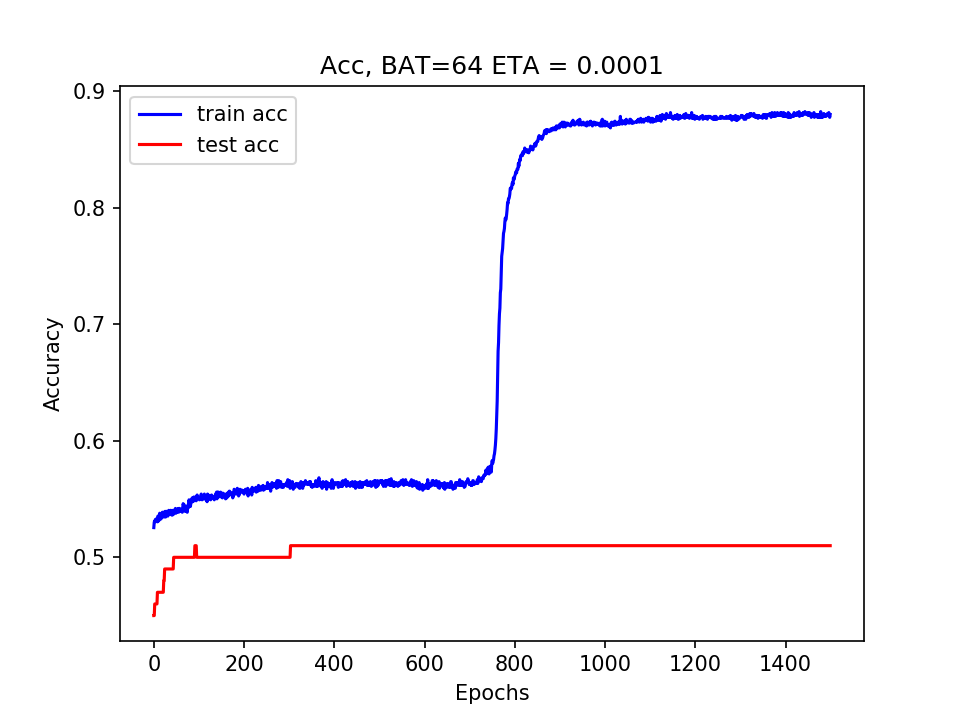 Acc, BAT=64 ETA = 0.0001
train acc
test acc
0.9
0.8
0.7
0.6
0.5
Accuracy
0 200 400 600 800 1000 1200 1400
Epochs